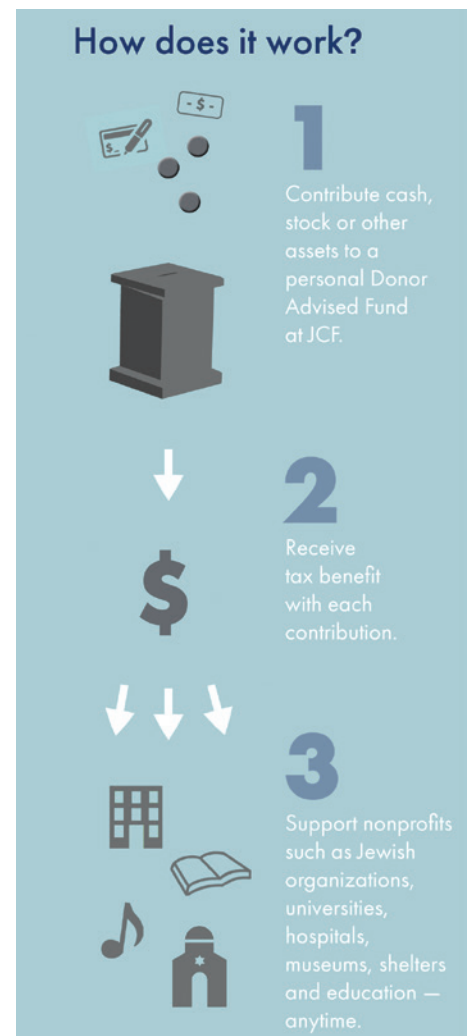 How does it work?
- $ -
$
1
Contribute cash,
stock or other
assets to a
personal Donor
Advised Fund
at JCF.
2
Receive
tax benefit
with each
contribution.
$
3
Support nonprofits
such as Jewish
organizations,
universities,
hospitals,
museums, shelters
and education —
anytime.